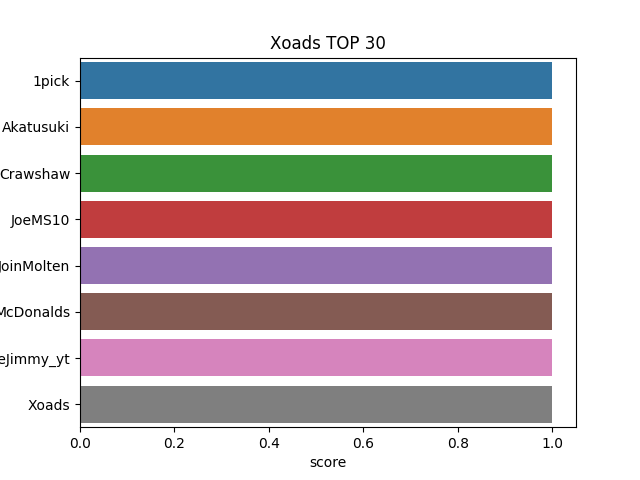 Xoads TOP 30
1pick
Akatusuki
Crawshaw
JoeMS10
JoinMolten
McDonalds
eJimmy_yt
Xoads
0.0 0.2 0.4 0.6 0.8 1.0
score